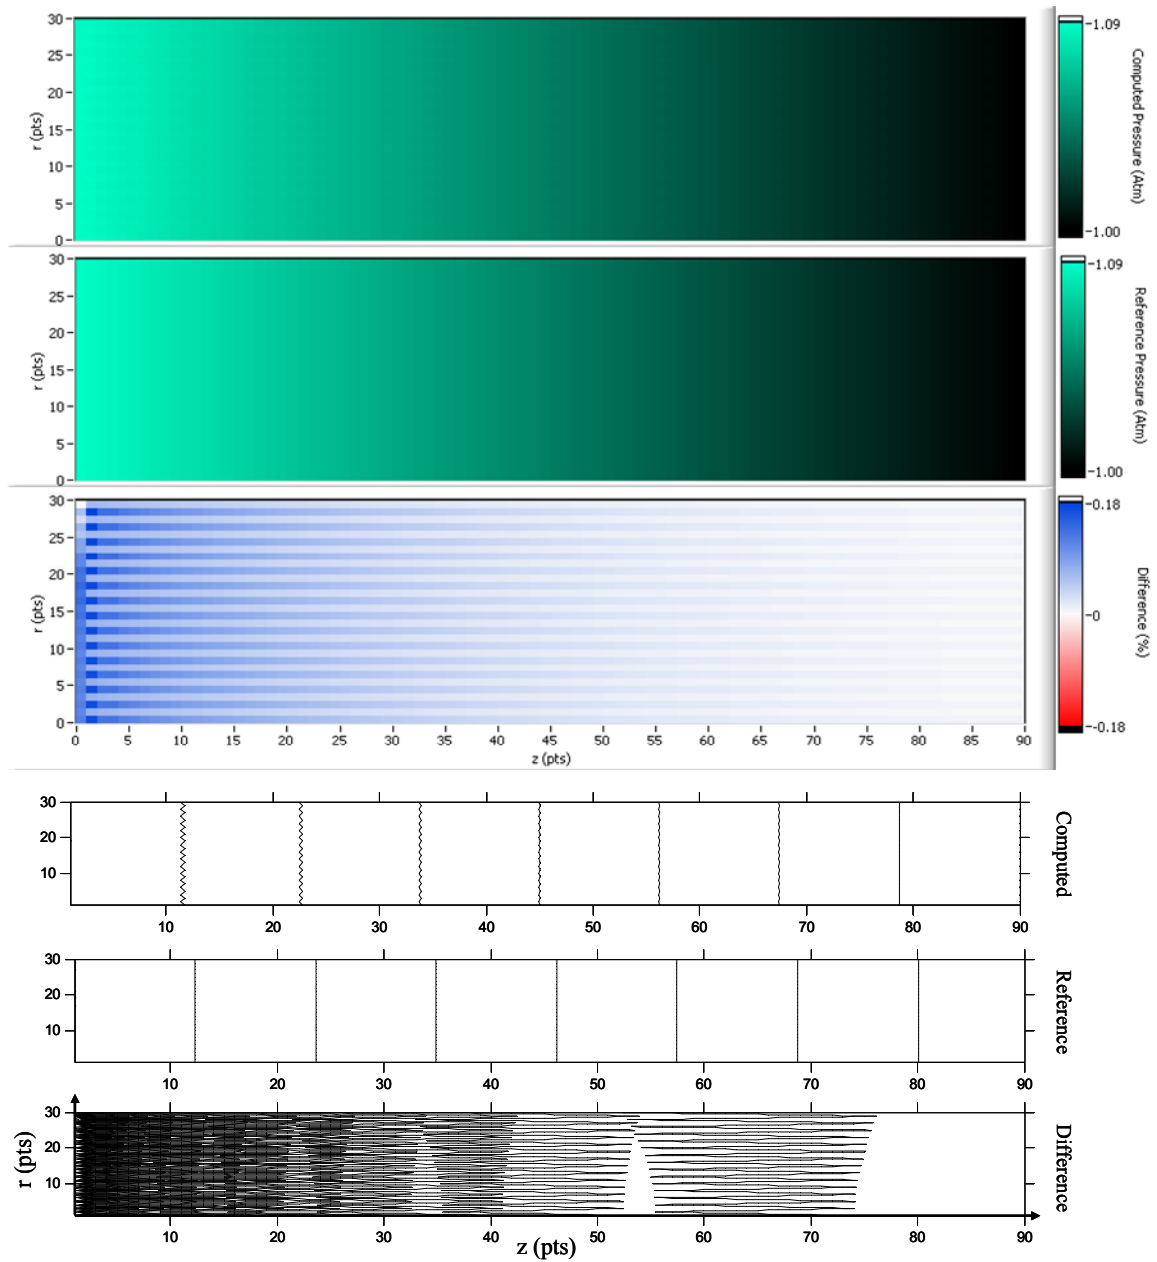 30
25
20
15
10
5
0
r (pts)
1.09
1.00
Computed Pressure (Atm)
30
25
20
15
10
5
0
r (pts)
1.09
1.00
Reference Pressure (Atm)
30
25
20
15
10
5
0
r (pts)
0 5 10 15 20 25 30 35 40 45 50 55 60 65 70 75 80 85 90
z (pts)
0.18
0
-0.18
Difference (%)
30
20
10
10 20 30 40 50 60 70 80 90
Computed
30
20
10
10 20 30 40 50 60 70 80 90
Reference
30
20
10
r (pts)
10 20 30 40 50 60 70 80 90
z (pts)
Difference